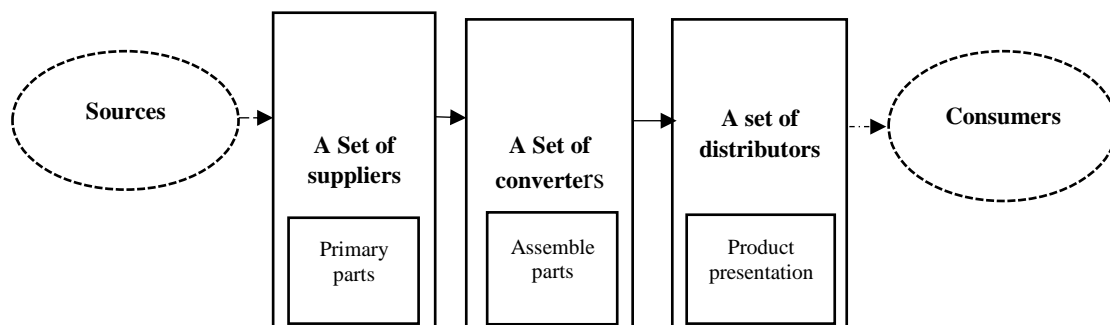 Sources
A Set of
suppliers
Primary
parts
A Set of
converters
Assemble
parts
A set of
distributors
Product
presentation
Consumers